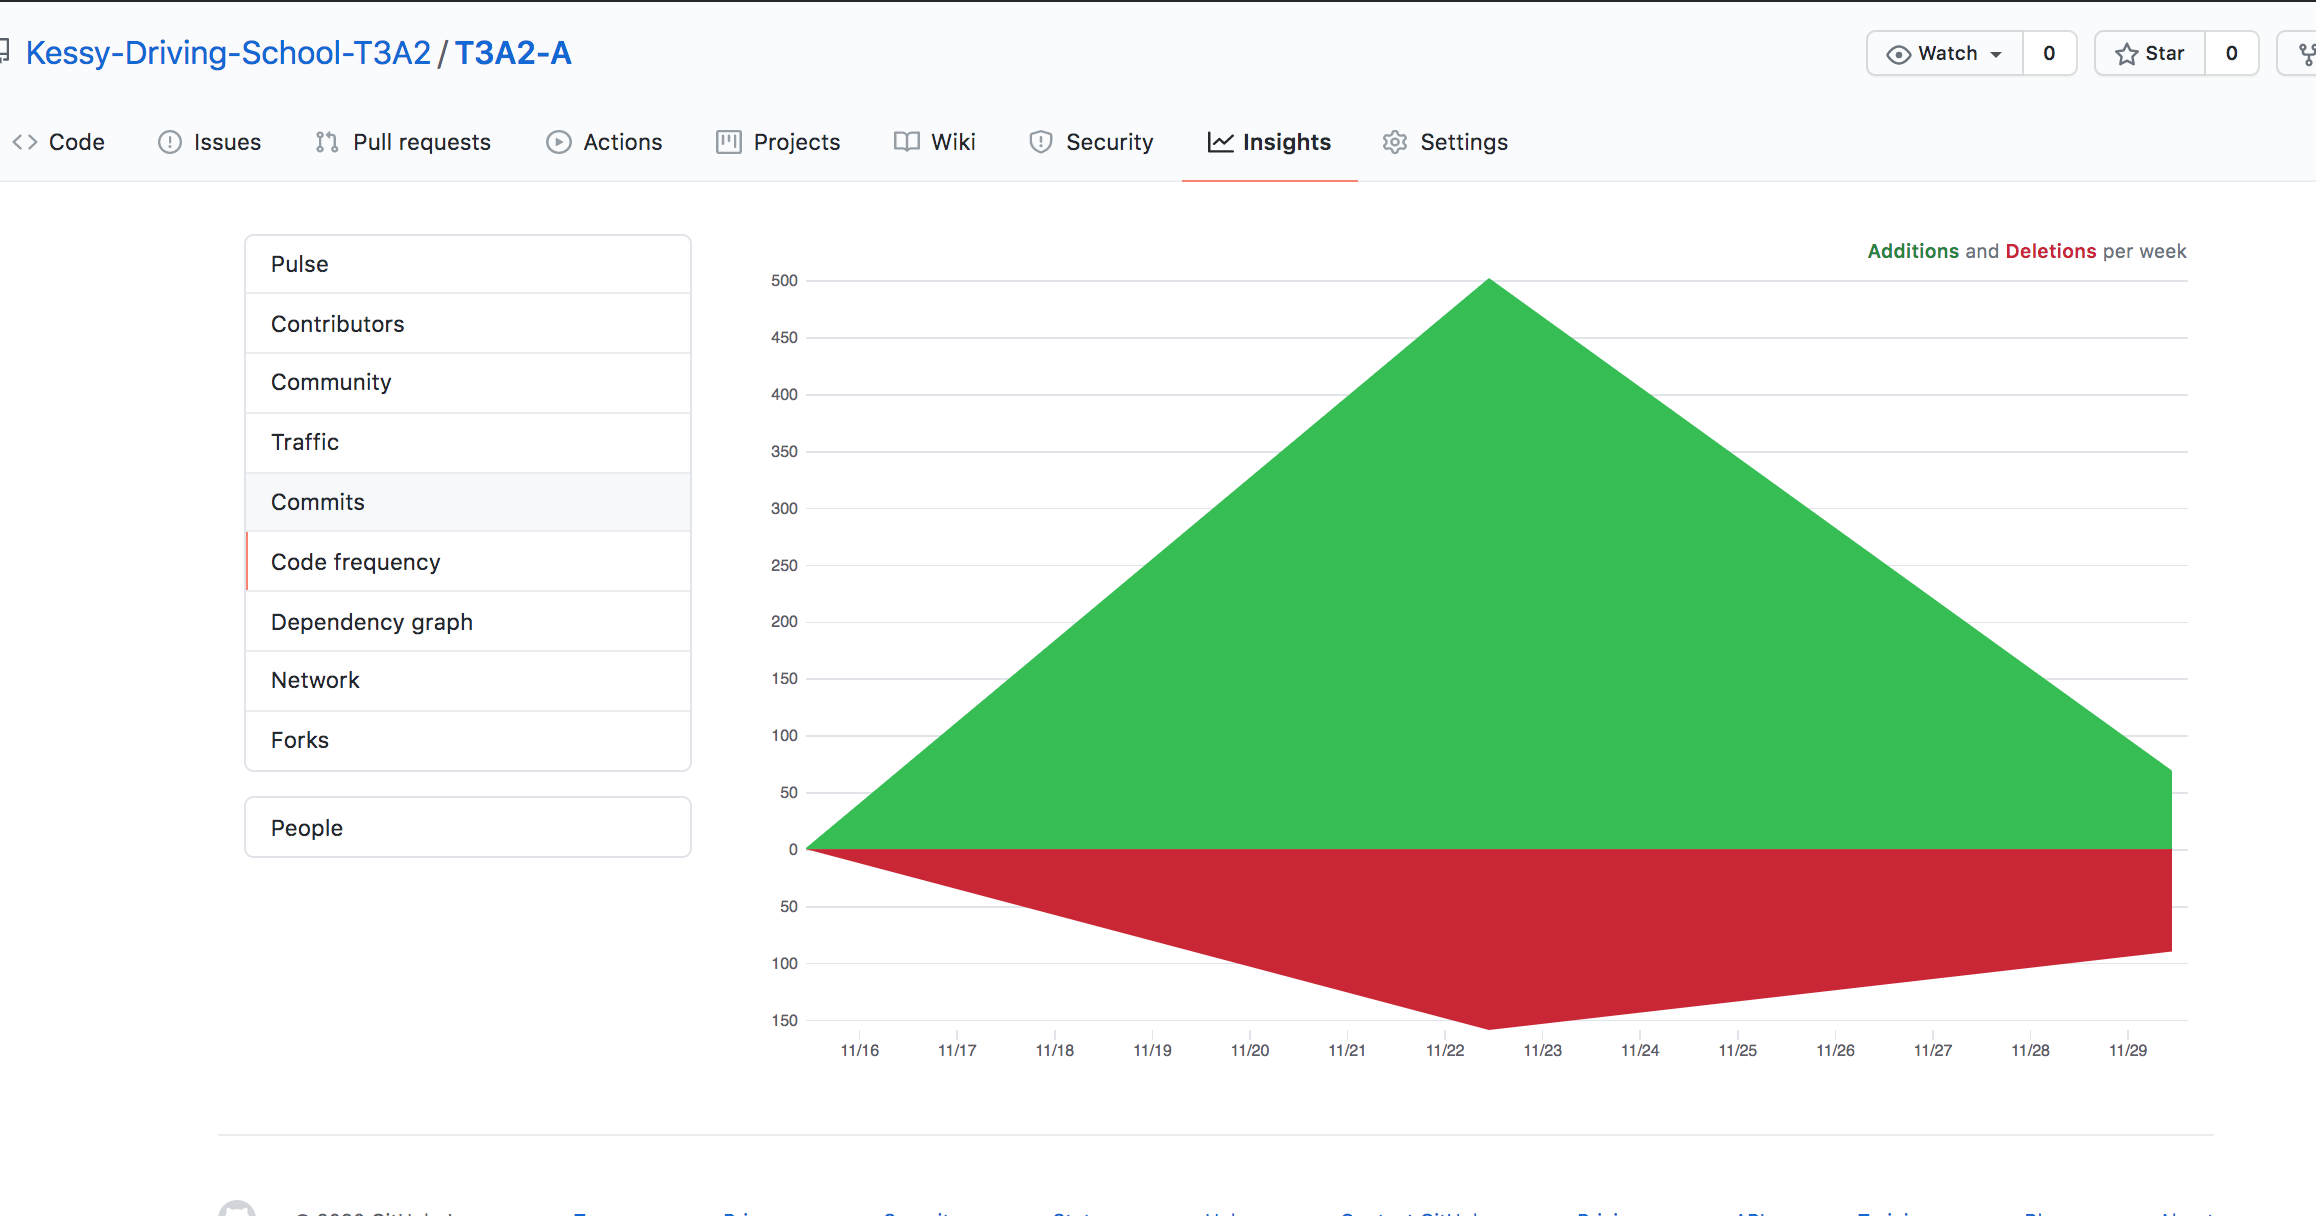 Kessy-Driving-School-T3A2 / T3A2-A
Watch 0 Star 0
Code Issues Pull requests Actions Projects Wiki Security Insights Settings
Pulse
Contributors
Community
Traffic
Commits
Code frequency
Dependency graph
Network
Forks
People
Additions and Deletions per week
500
450
400
350
300
250
200
150
100
50
0
50
100
150
11/16 11/17 11/18 11/19 11/20 11/21 11/22 11/23 11/24 11/25 11/26 11/27 11/28 11/29